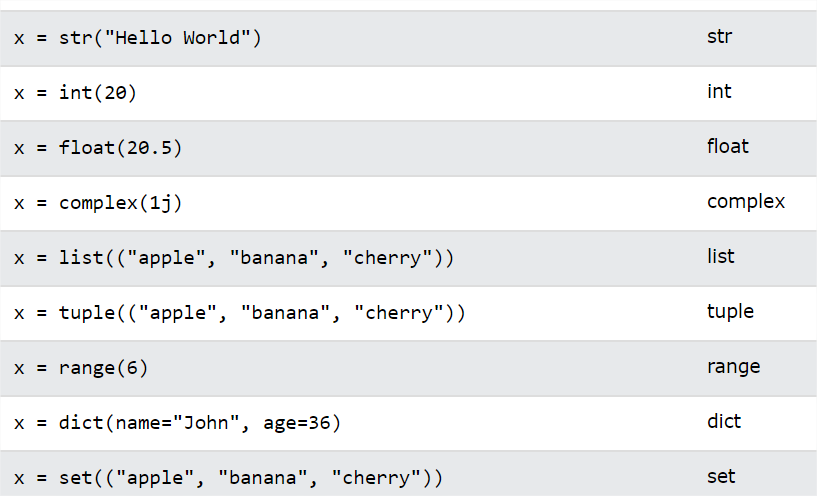 x = str("Hello World") str
x = int(20) int
x = float(20.5) float
x = complex(1j) complex
x = list(("apple", "banana", "cherry")) list
x = tuple(("apple", "banana", "cherry")) tuple
x = range(6) range
x = dict(name="John", age=36) dict
x = set(("apple", "banana", "cherry")) set